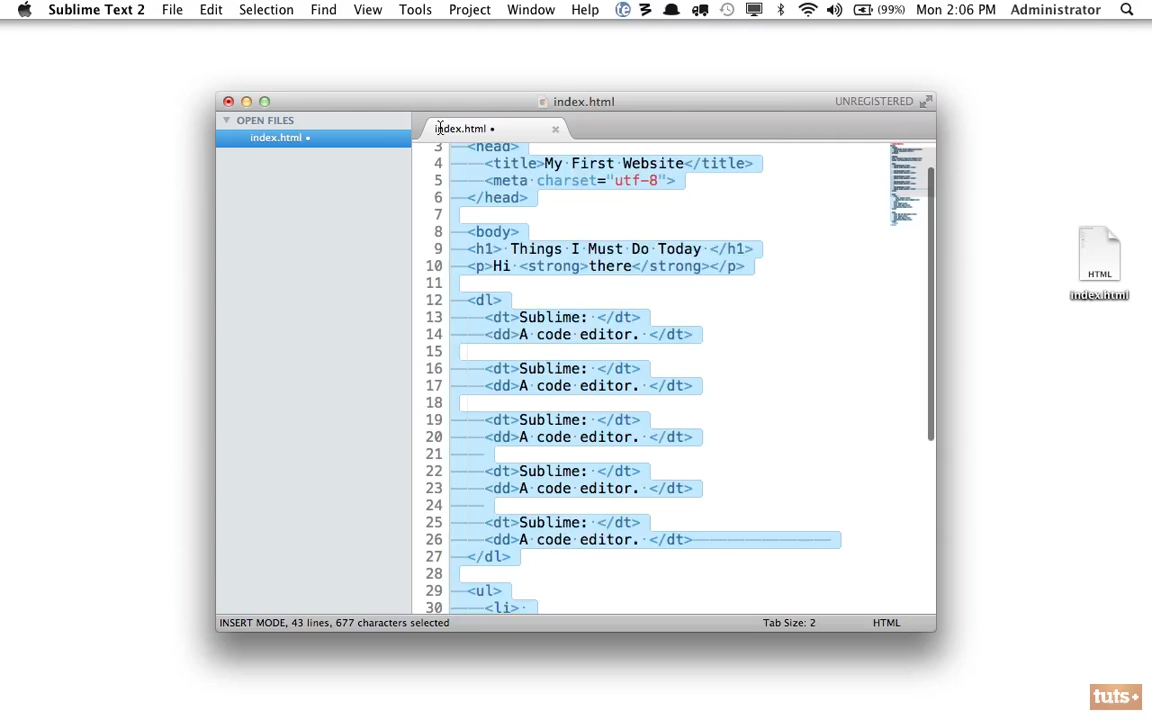 Sublime Text 2 File Edit Selection Find View Tools Project Window Help (99%) Mon 2:06 PM Administrator
index.html UNREGISTERED
OPEN FILES
index.html •
index.html •
3 <head>
4 <title>My First Website</title>
5 <meta charset="utf-8">
6 </head>
7
8 <body>
9 <h1> Things I Must Do Today </h1>
10 <p>Hi <strong>there</strong></p>
11
12 <dl>
13 <dt>Sublime: </dt>
14 <dd>A code editor. </dt>
15
16 <dt>Sublime: </dt>
17 <dd>A code editor. </dt>
18
19 <dt>Sublime: </dt>
20 <dd>A code editor. </dt>
21
22 <dt>Sublime: </dt>
23 <dd>A code editor. </dt>
24
25 <dt>Sublime: </dt>
26 <dd>A code editor. </dt>
27 </dl>
28
29 <ul>
30 <li>
INSERT MODE, 43 lines, 677 characters selected Tab Size: 2 HTML
HTML
index.html
tuts+